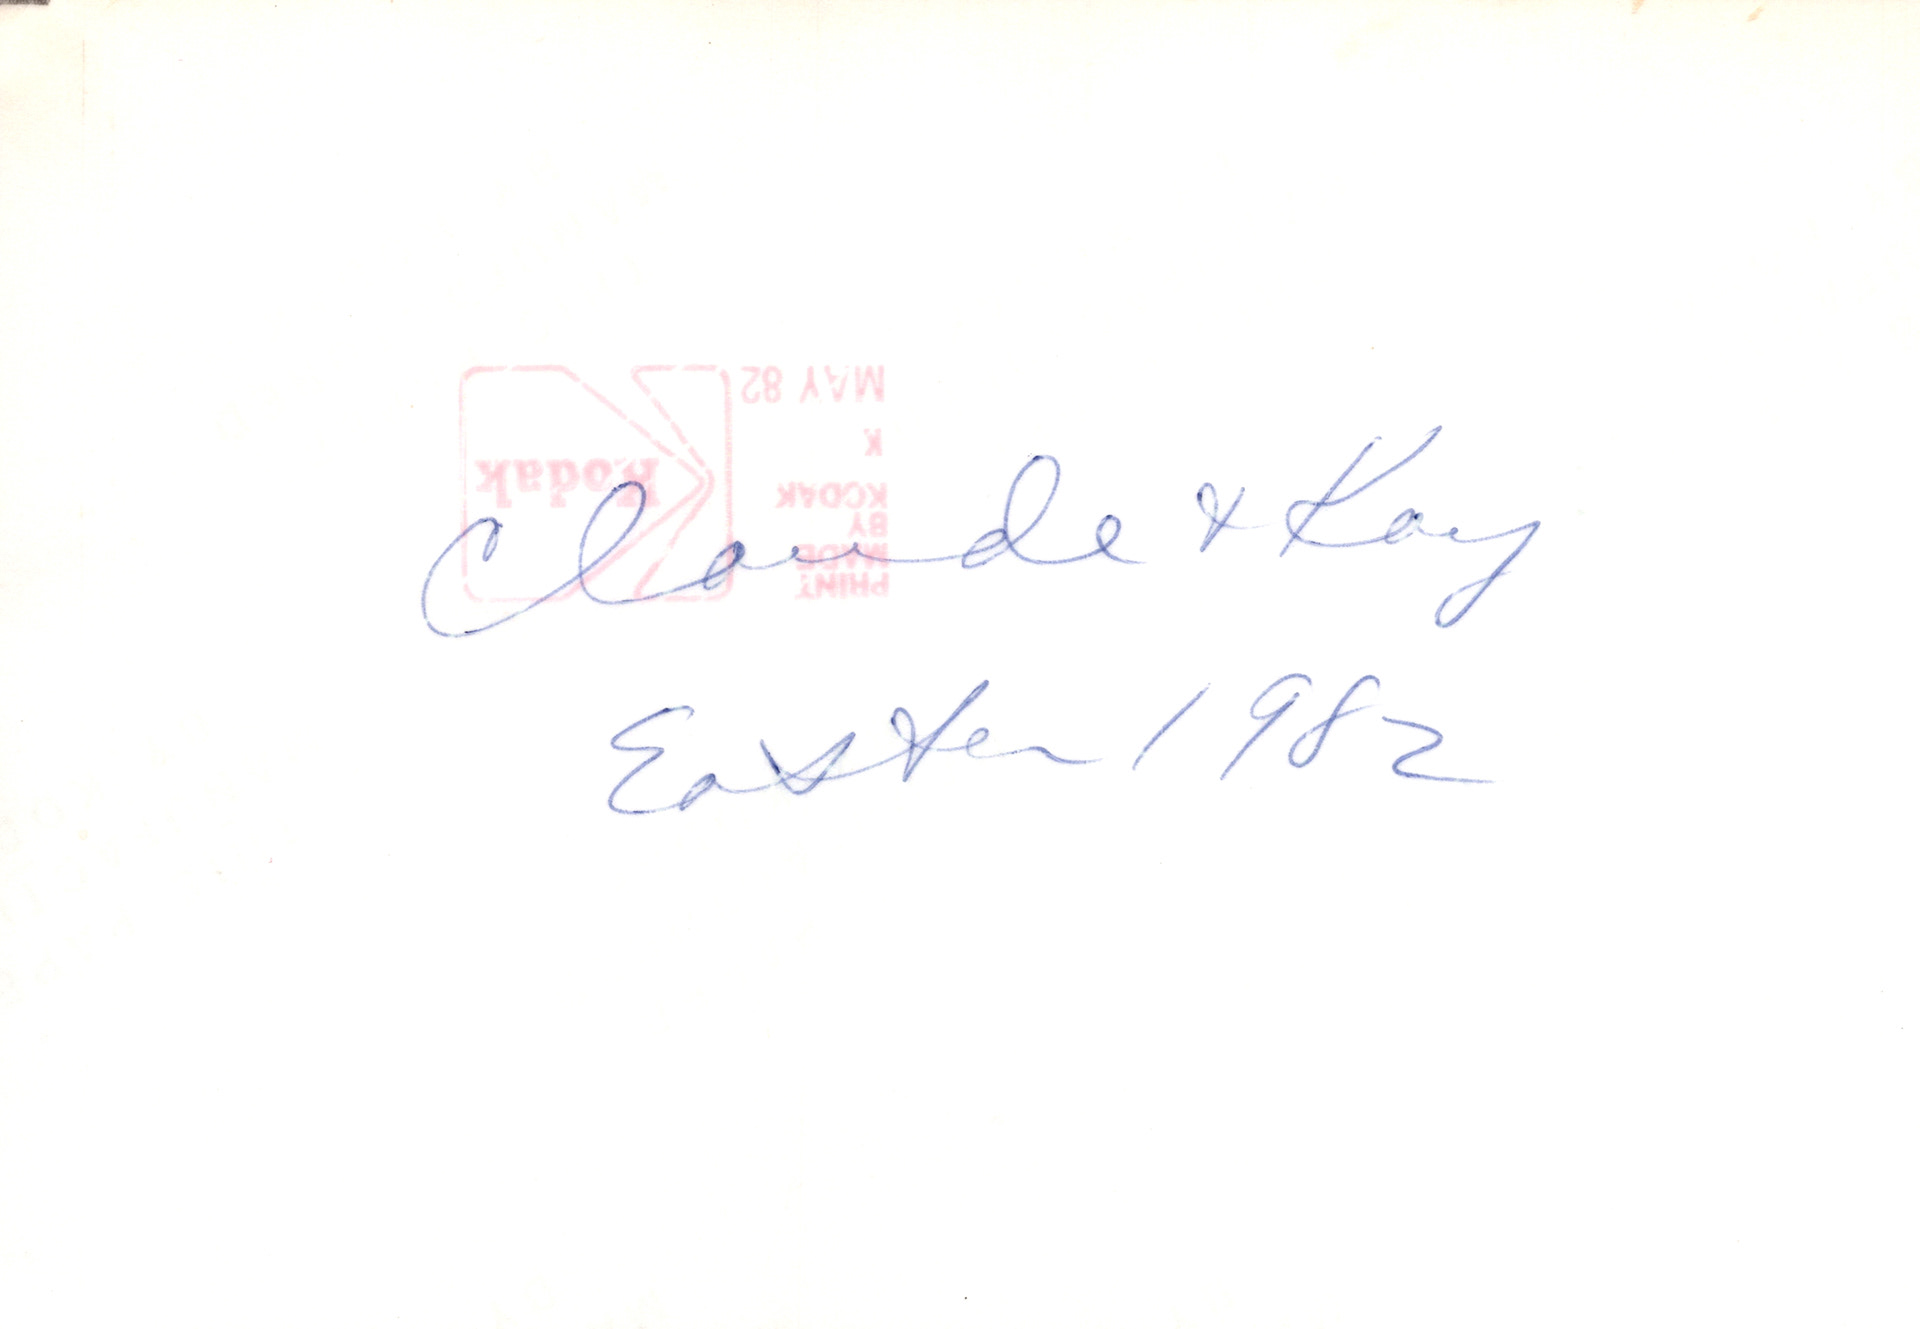 MAY 82
K
Kodak
KODAK
BY
MADE
PRINT
Claude & Kay
Easter 1982